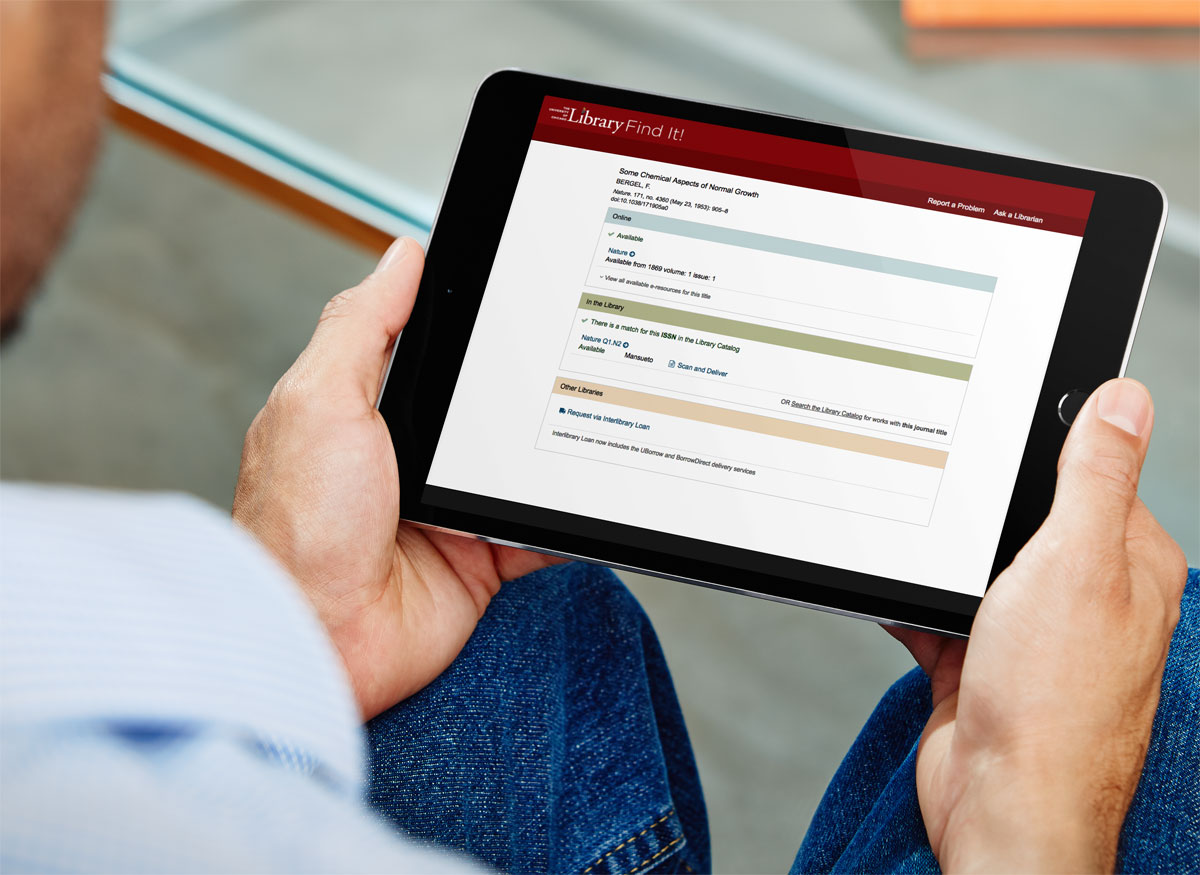 THE
UNIVERSITY
OF
CHICAGO
Library Find It!
Report a Problem Ask a Librarian
Some Chemical Aspects of Normal Growth
BERGEL, F.
Nature. 171, no. 4360 (May 23, 1953): 905–8
doi:10.1038/171905a0
Online
Available
Nature
Available from 1869 volume: 1 issue: 1
View all available e-resources for this title
In the Library
There is a match for this ISSN in the Library Catalog
Nature Q1.N2
Available Mansueto Scan and Deliver
OR Search the Library Catalog for works with this journal title
Other Libraries
Request via Interlibrary Loan
Interlibrary Loan now includes the UBorrow and BorrowDirect delivery services